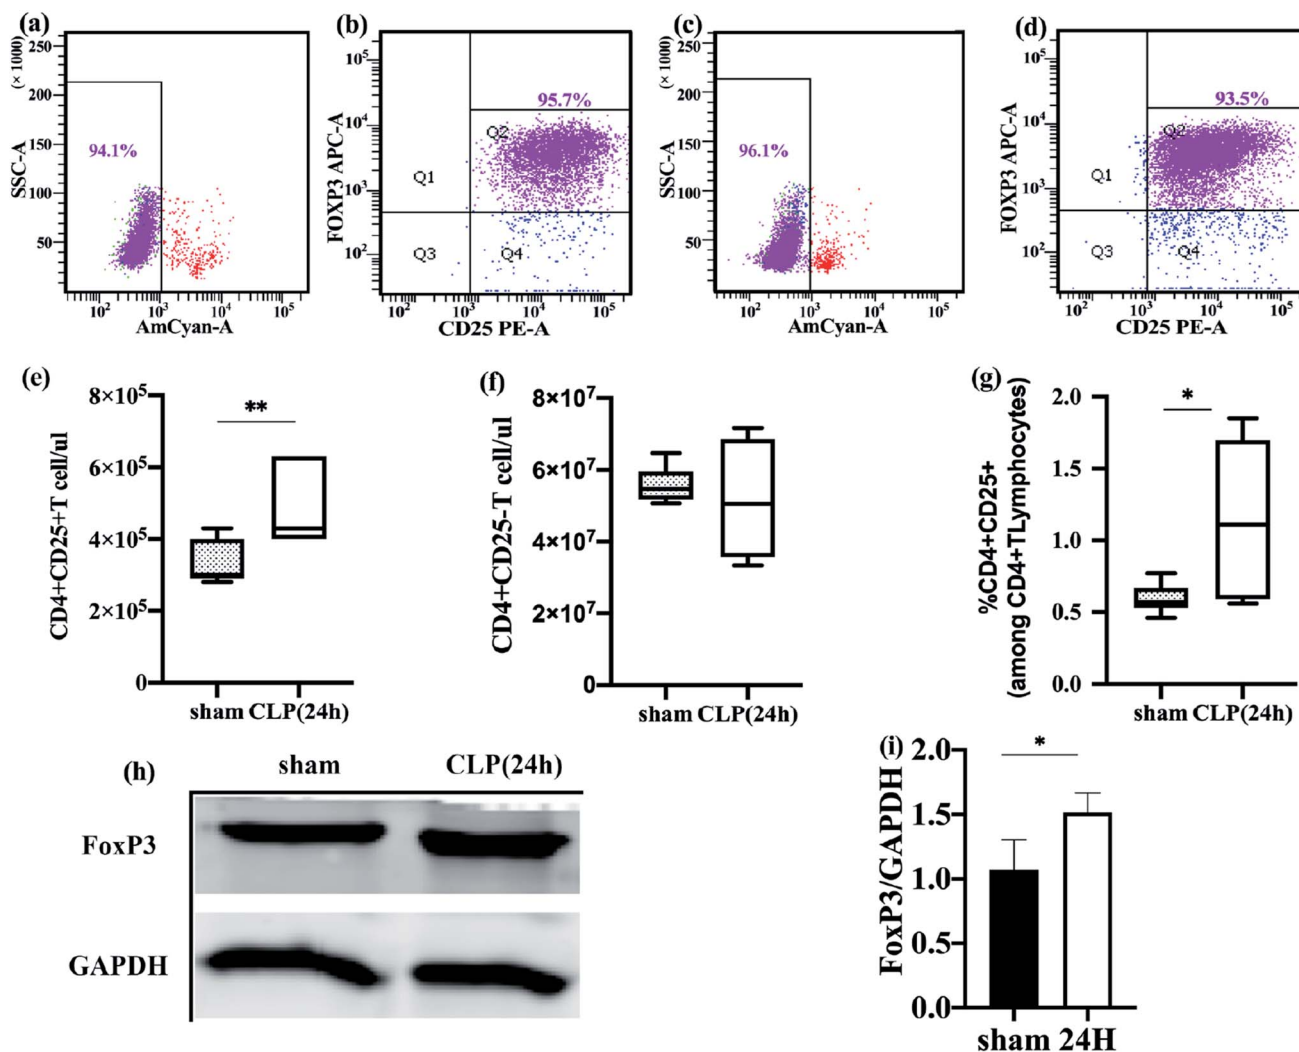 (a)
(× 1000)
250
200
150
100
50
SSC-A
94.1%
10² 10³ 10⁴ 10⁵
AmCyan-A
(b)
10⁵
10⁴
10³
10²
FOXP3 APC-A
95.7%
Q2
Q1
Q3
Q4
10² 10³ 10⁴ 10⁵
CD25 PE-A
(c)
(× 1000)
250
200
150
100
50
SSC-A
96.1%
10² 10³ 10⁴ 10⁵
AmCyan-A
(d)
10⁵
10⁴
10³
10²
FOXP3 APC-A
93.5%
Q2
Q1
Q3
Q4
10² 10³ 10⁴ 10⁵
CD25 PE-A
(e)
8×10⁵
6×10⁵
4×10⁵
2×10⁵
0
CD4+CD25+T cell/ul
**
sham CLP(24h)
(f)
8×10⁷
6×10⁷
4×10⁷
2×10⁷
0
CD4+CD25-T cell/ul
sham CLP(24h)
(g)
2.0
1.5
1.0
0.5
0.0
%CD4+CD25+
(among CD4+TLymphocytes)
*
sham CLP(24h)
(h)
sham CLP(24h)
FoxP3
GAPDH
(i)
2.0
1.5
1.0
0.5
0.0
FoxP3/GAPDH
*
sham 24H